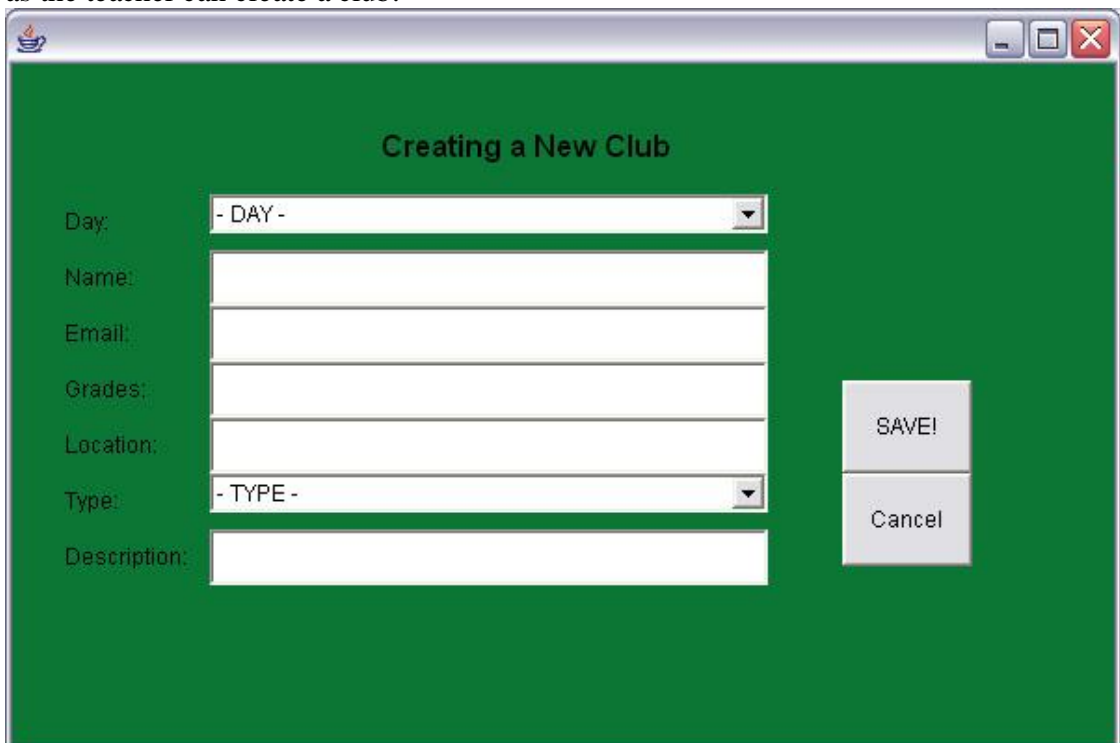 as the teacher can create a club.
Creating a New Club
Day: - DAY -
Name:
Email:
Grades:
Location:
SAVE!
Type: - TYPE -
Cancel
Description: